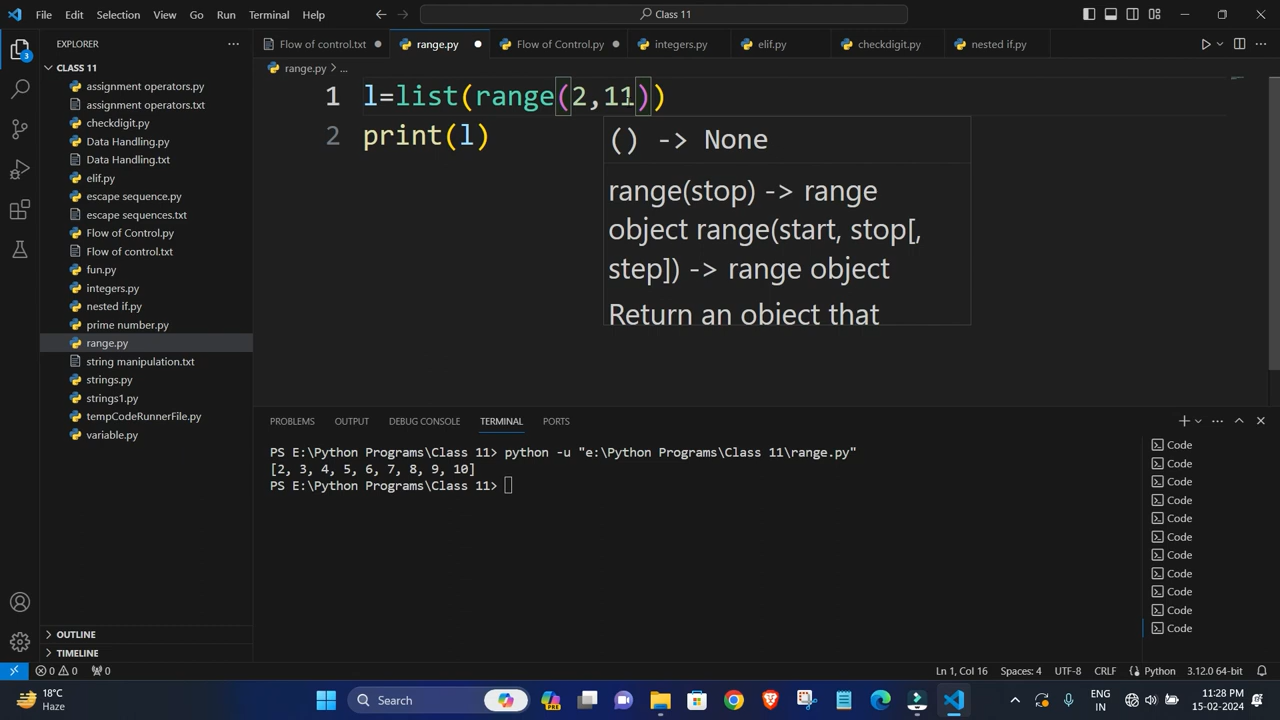 File Edit Selection View Go Run Terminal Help
Class 11
EXPLORER
Flow of control.txt
range.py
Flow of Control.py
integers.py
elif.py
checkdigit.py
nested if.py
CLASS 11
range.py > ...
assignment operators.py
assignment operators.txt
checkdigit.py
Data Handling.py
Data Handling.txt
elif.py
escape sequence.py
escape sequences.txt
Flow of Control.py
Flow of control.txt
fun.py
integers.py
nested if.py
prime number.py
range.py
string manipulation.txt
strings.py
strings1.py
tempCodeRunnerFile.py
variable.py
OUTLINE
TIMELINE
3
1 l=list(range(2,11))
2 print(l)
() -> None
range(stop) -> range
object range(start, stop[,
step]) -> range object
Return an object that
PROBLEMS OUTPUT DEBUG CONSOLE TERMINAL PORTS
PS E:\Python Programs\Class 11> python -u "e:\Python Programs\Class 11\range.py"
[2, 3, 4, 5, 6, 7, 8, 9, 10]
PS E:\Python Programs\Class 11>
Code
Code
Code
Code
Code
Code
Code
Code
Code
Code
Code
0 0 0
Ln 1, Col 16 Spaces: 4 UTF-8 CRLF Python 3.12.0 64-bit
18°C
Haze
Search
PRE
ENG
IN
11:28 PM
15-02-2024